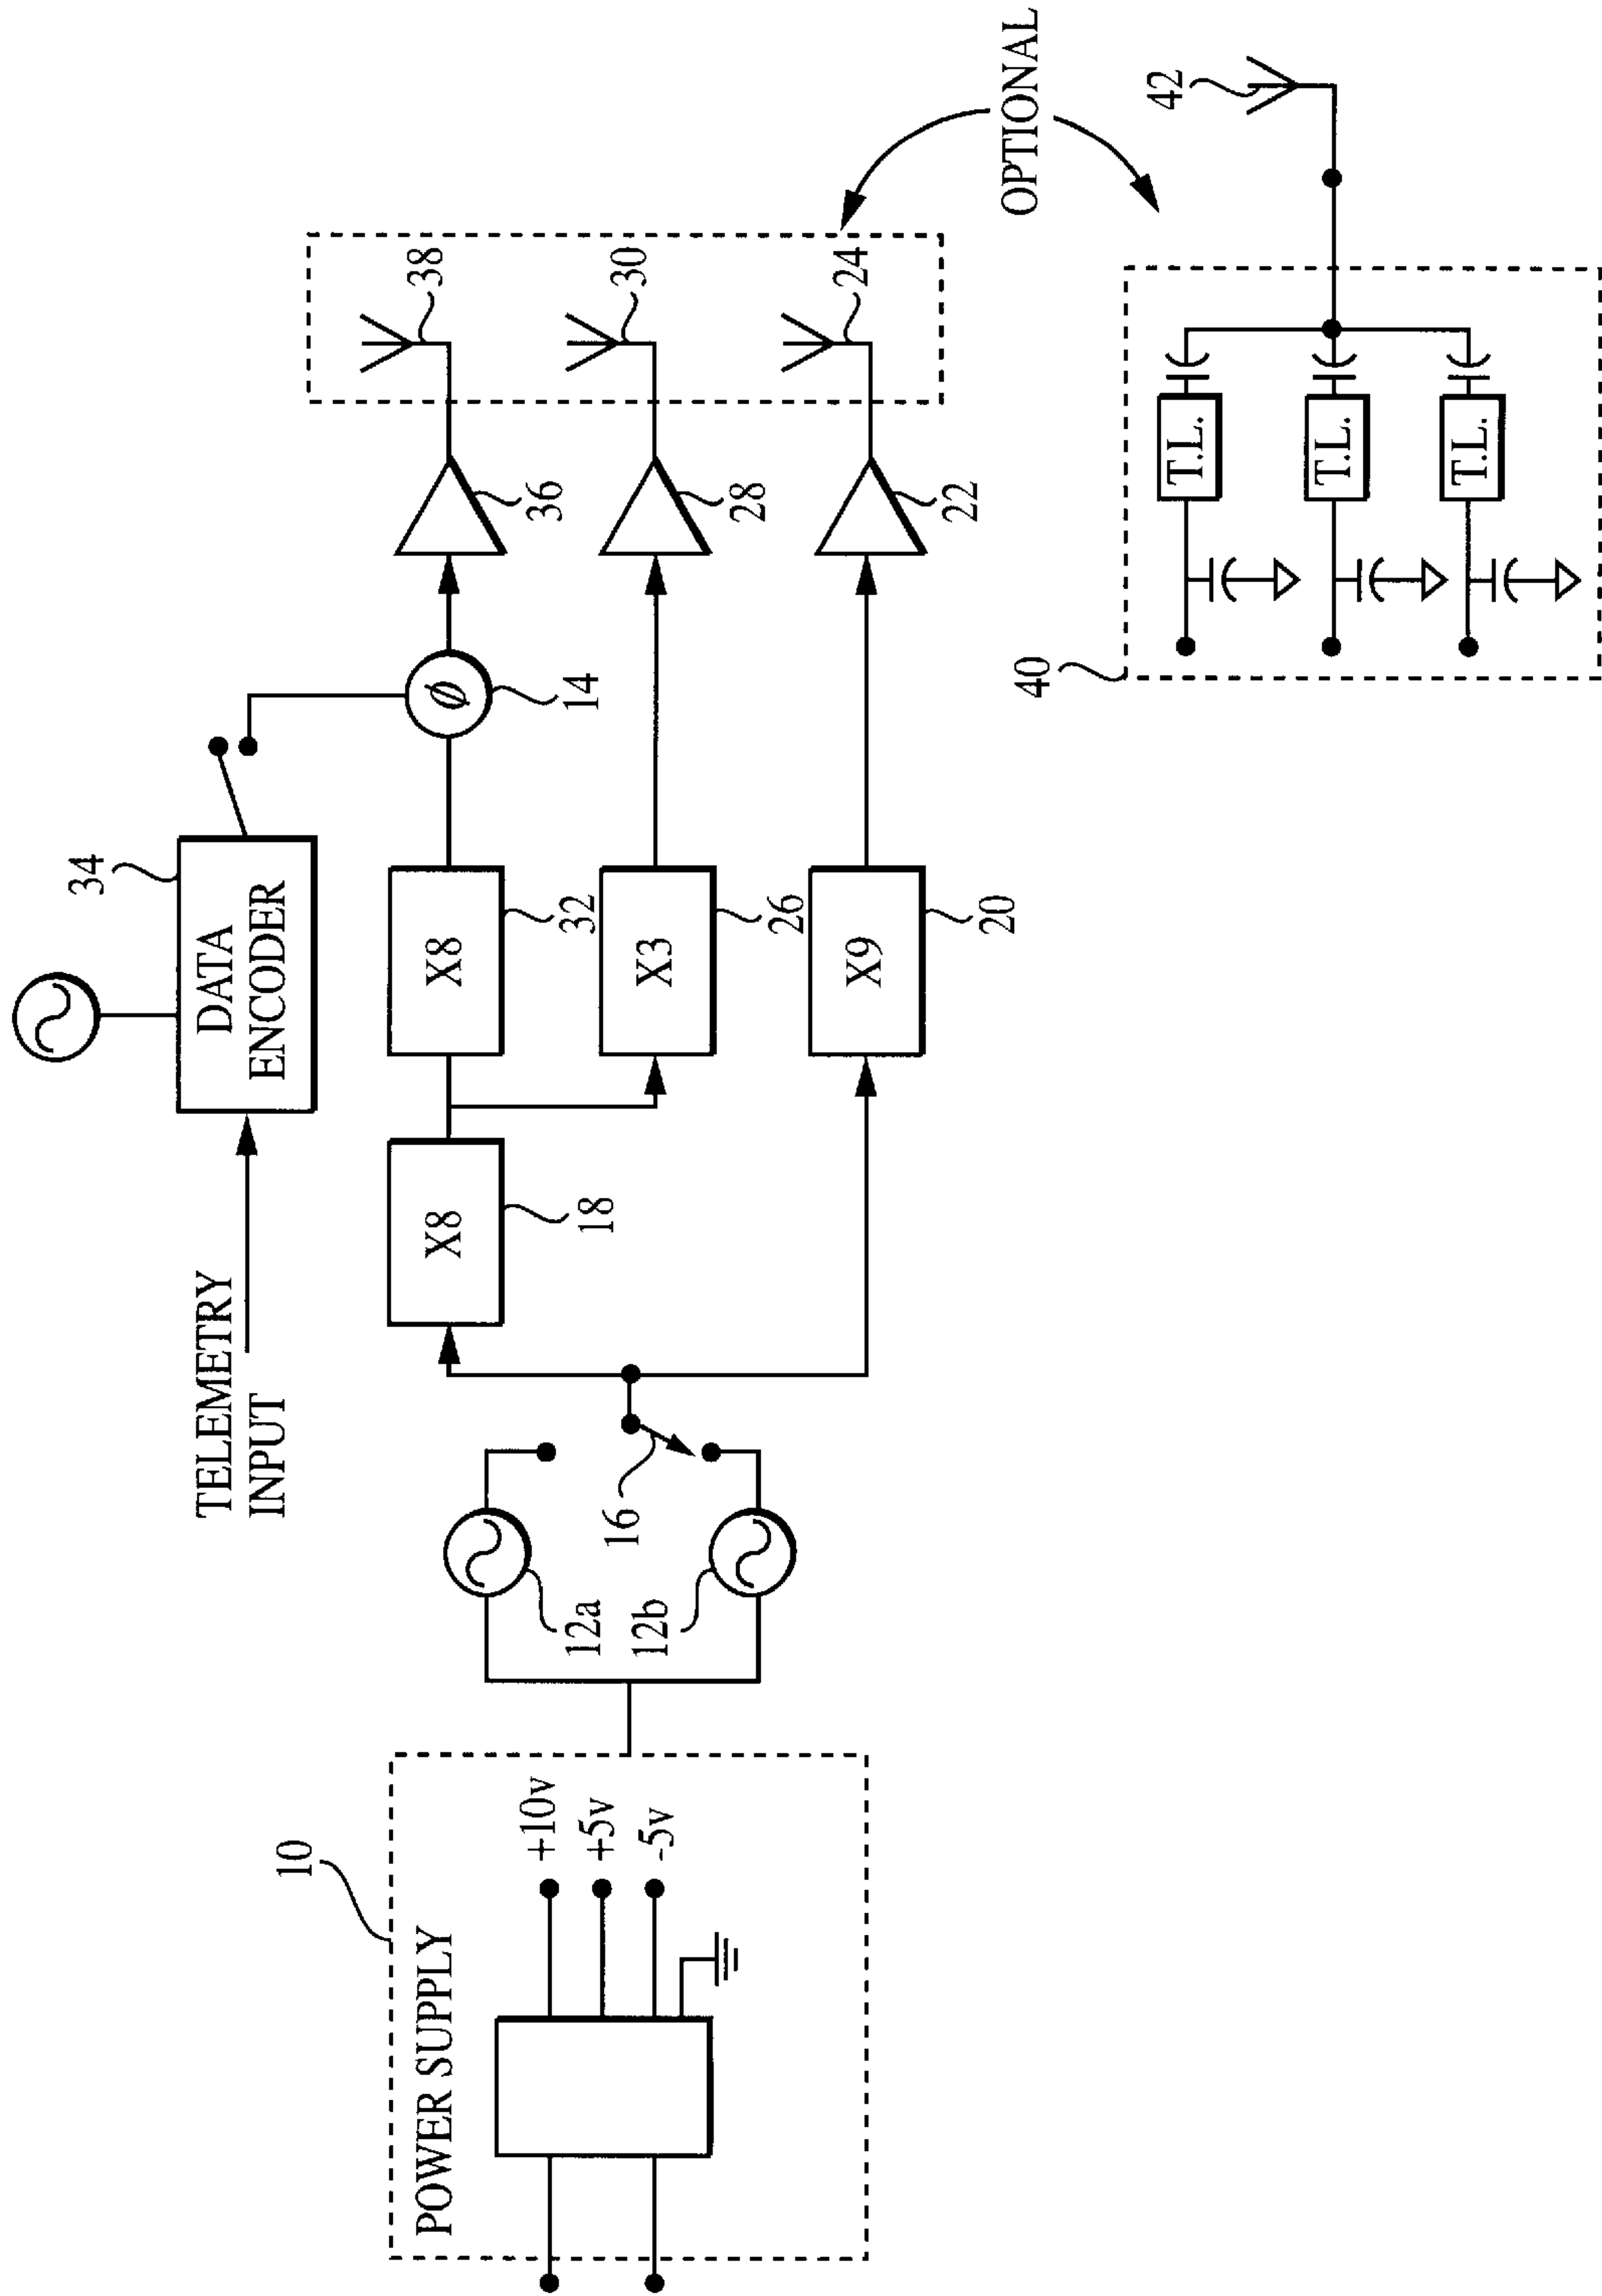 34
DATA
ENCODER
TELEMETRY
INPUT
X8
18
X8
32
X3
26
X9
20
ϕ
14
36
28
22
38
30
24
OPTIONAL
10
POWER SUPPLY
+10v
+5v
-5v
12a
12b
16
40
T.L.
T.L.
T.L.
42